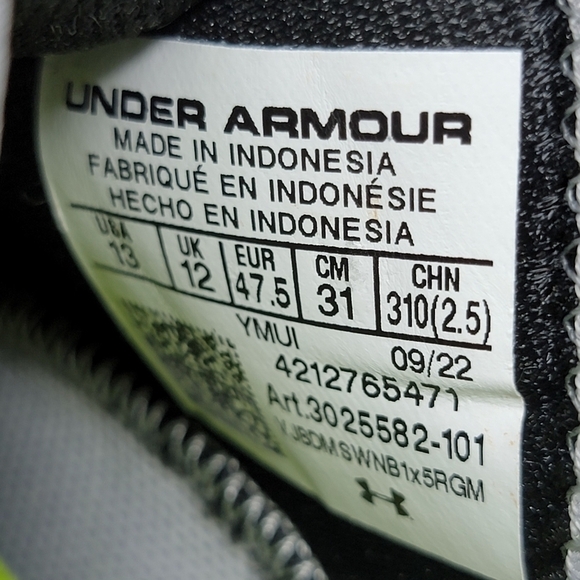 UNDER ARMOUR
MADE IN INDONESIA
FABRIQUÉ EN INDONÉSIE
HECHO EN INDONESIA
USA UK EUR CM CHN
13 12 47.5 31 310(2.5)
YMUI 09/22
4212765471
Art.3025582-101